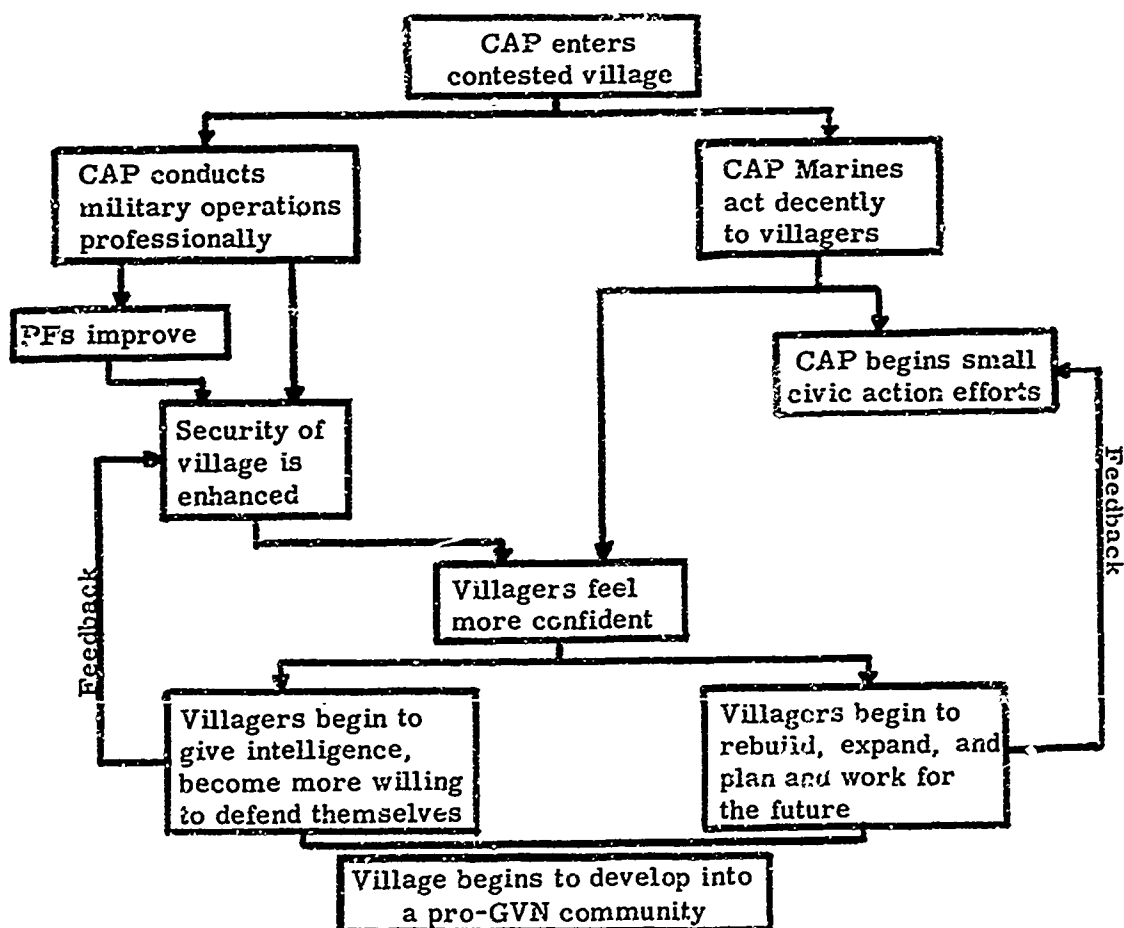 CAP enters
contested village
CAP conducts
military operations
professionally
CAP Marines
act decently
to villagers
PFs improve
CAP begins small
civic action efforts
Security of
village is
enhanced
Feedback
Villagers feel
more confident
Feedback
Villagers begin to
give intelligence,
become more willing
to defend themselves
Villagers begin to
rebuild, expand, and
plan and work for
the future
Village begins to develop into
a pro-GVN community